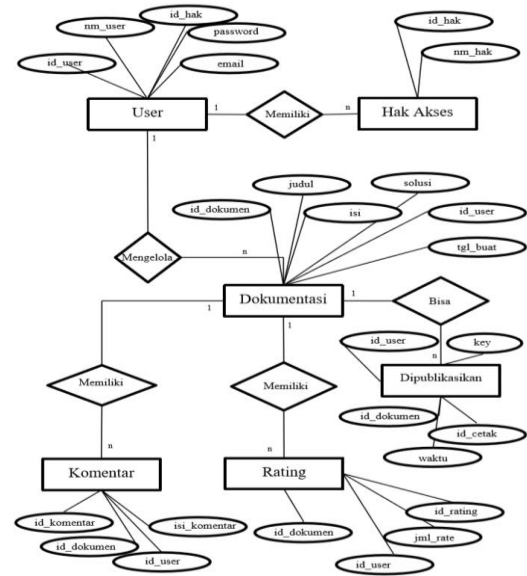 id_hak
nm_user
password
id_user
email
id_hak
nm_hak
User
1
Memiliki
n
Hak Akses
1
judul
solusi
id_dokumen
isi
id_user
tgl_buat
Mengelola
n
Dokumentasi
1
1
1
Bisa
id_user
key
n
Dipublikasikan
Memiliki
Memiliki
id_dokumen
id_cetak
waktu
n
n
Komentar
Rating
id_komentar
isi_komentar
id_dokumen
id_user
id_dokumen
id_rating
jml_rate
id_user